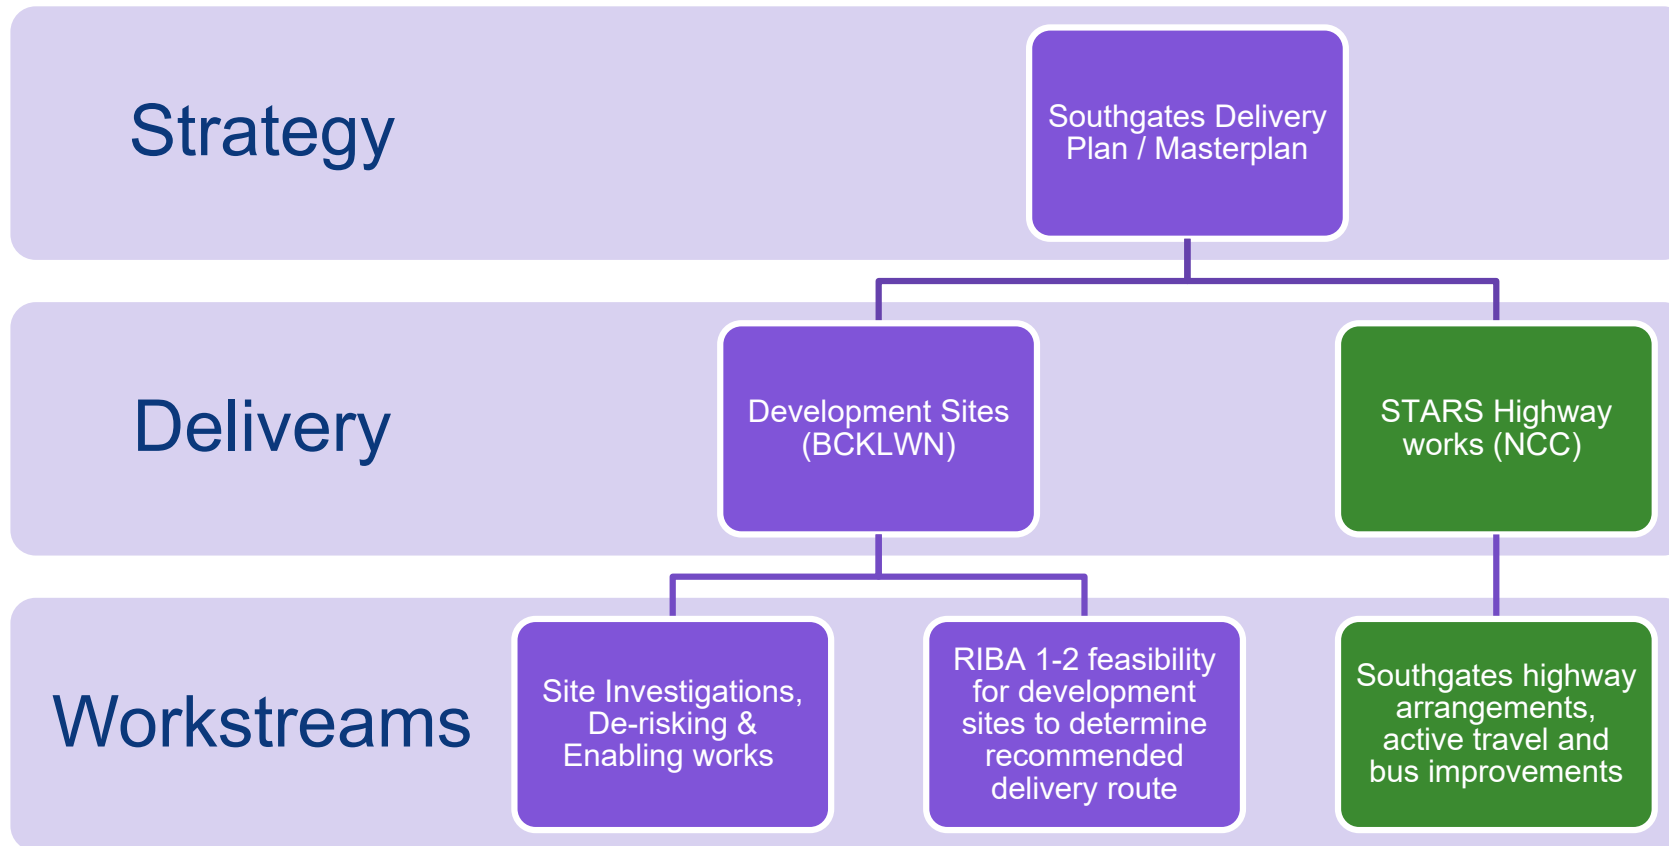 Strategy
Southgates Delivery
Plan / Masterplan
Delivery
Development Sites
(BCKLWN)
STARS Highway
works (NCC)
Workstreams
Site Investigations,
De-risking &
Enabling works
RIBA 1-2 feasibility
for development
sites to determine
recommended
delivery route
Southgates highway
arrangements,
active travel and
bus improvements